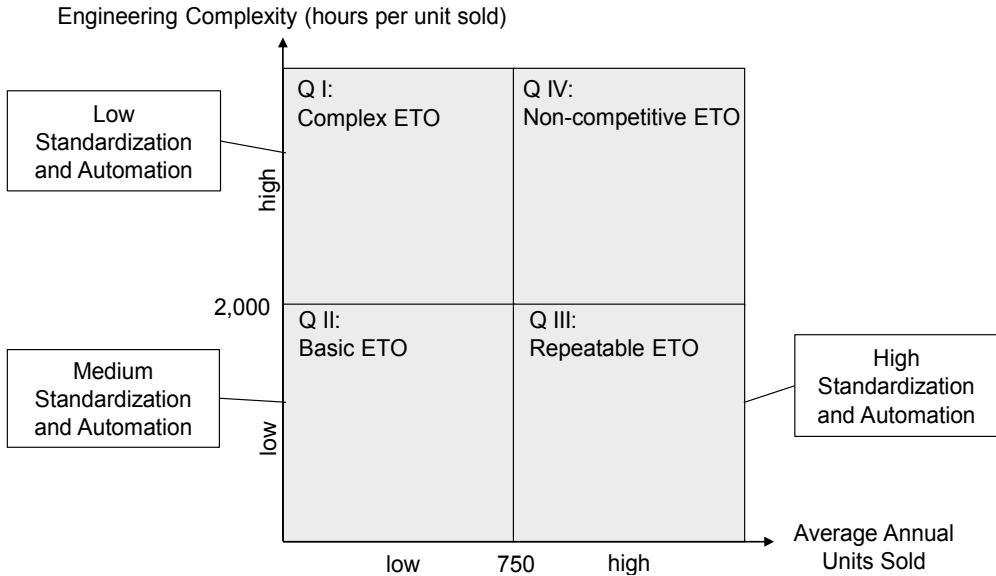 Engineering Complexity (hours per unit sold)
Low
Standardization
and Automation
Q I:
Complex ETO
Q IV:
Non-competitive ETO
high
2,000
Q II:
Basic ETO
Q III:
Repeatable ETO
Medium
Standardization
and Automation
High
Standardization
and Automation
low
low
750
high
Average Annual
Units Sold